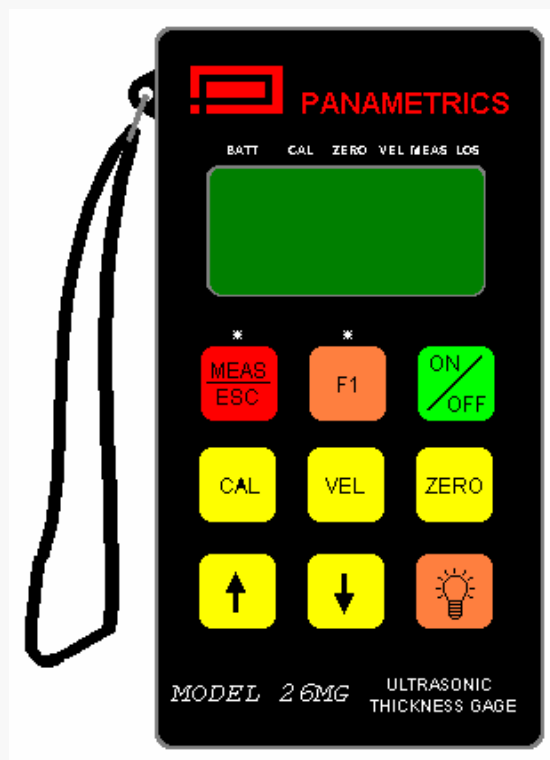 PANAMETRICS
BATT CAL ZERO VEL MEAS LOS
* *
MEAS
ESC
F1
ON
/
OFF
CAL VEL ZERO
↑ ↓
MODEL 26MG
ULTRASONIC
THICKNESS GAGE